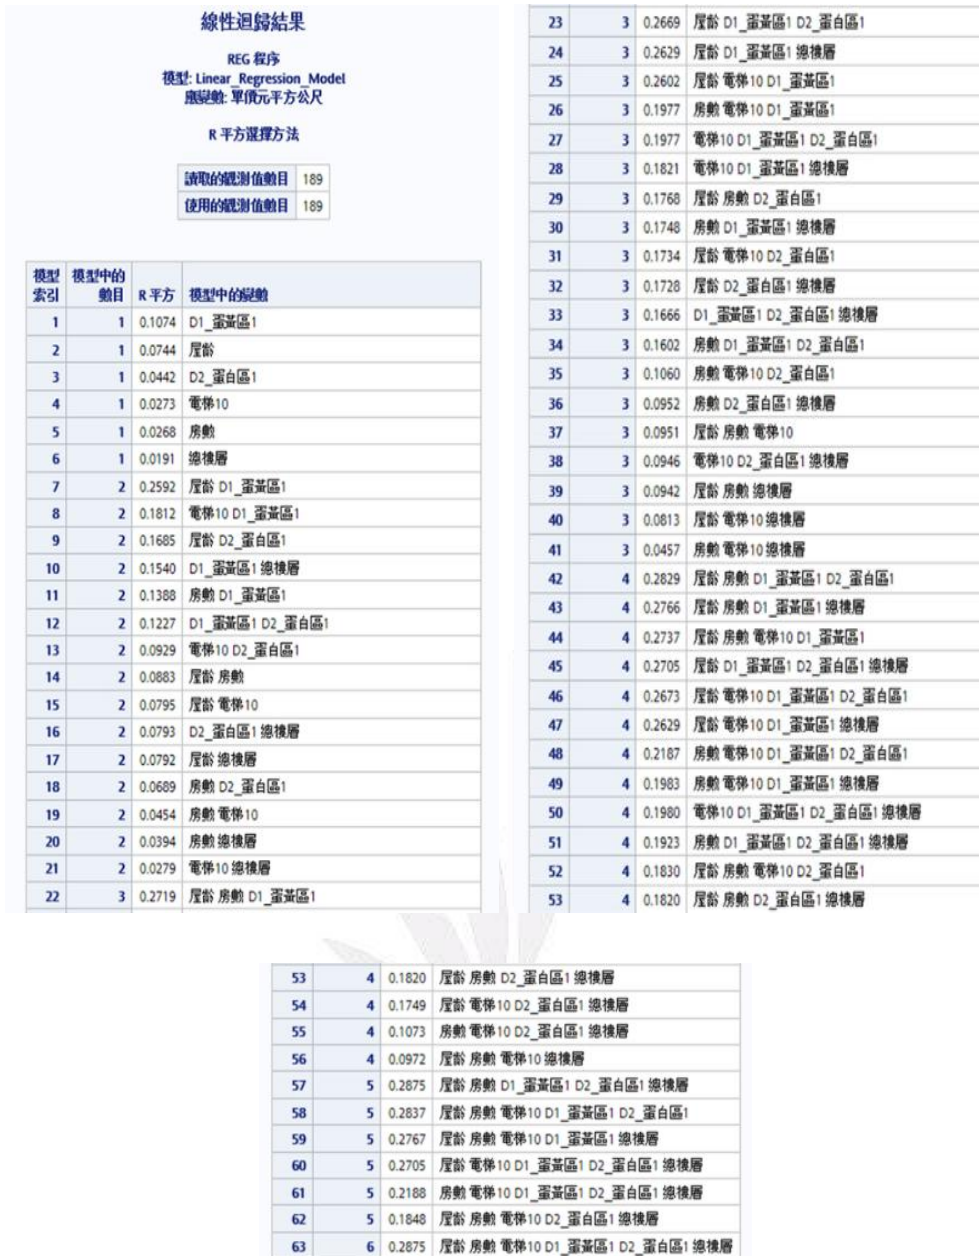 線性迴歸結果
REG 程序
模型: Linear_Regression_Model
應變數: 單價元平方公尺
R 平方選擇方法
讀取的觀測值數目 189
使用的觀測值數目 189
模型索引 模型中的數目 R 平方 模型中的變數
1 1 0.1074 D1_蛋黃區1
2 1 0.0744 屋齡
3 1 0.0442 D2_蛋白區1
4 1 0.0273 電梯10
5 1 0.0268 房數
6 1 0.0191 總樓層
7 2 0.2592 屋齡 D1_蛋黃區1
8 2 0.1812 電梯10 D1_蛋黃區1
9 2 0.1685 屋齡 D2_蛋白區1
10 2 0.1540 D1_蛋黃區1 總樓層
11 2 0.1388 房數 D1_蛋黃區1
12 2 0.1227 D1_蛋黃區1 D2_蛋白區1
13 2 0.0929 電梯10 D2_蛋白區1
14 2 0.0883 屋齡 房數
15 2 0.0795 屋齡 電梯10
16 2 0.0793 D2_蛋白區1 總樓層
17 2 0.0792 屋齡 總樓層
18 2 0.0689 房數 D2_蛋白區1
19 2 0.0454 房數 電梯10
20 2 0.0394 房數 總樓層
21 2 0.0279 電梯10 總樓層
22 3 0.2719 屋齡 房數 D1_蛋黃區1
23 3 0.2669 屋齡 D1_蛋黃區1 D2_蛋白區1
24 3 0.2629 屋齡 D1_蛋黃區1 總樓層
25 3 0.2602 屋齡 電梯10 D1_蛋黃區1
26 3 0.1977 房數 電梯10 D1_蛋黃區1
27 3 0.1977 電梯10 D1_蛋黃區1 D2_蛋白區1
28 3 0.1821 電梯10 D1_蛋黃區1 總樓層
29 3 0.1768 屋齡 房數 D2_蛋白區1
30 3 0.1748 房數 D1_蛋黃區1 總樓層
31 3 0.1734 屋齡 電梯10 D2_蛋白區1
32 3 0.1728 屋齡 D2_蛋白區1 總樓層
33 3 0.1666 D1_蛋黃區1 D2_蛋白區1 總樓層
34 3 0.1602 房數 D1_蛋黃區1 D2_蛋白區1
35 3 0.1060 房數 電梯10 D2_蛋白區1
36 3 0.0952 房數 D2_蛋白區1 總樓層
37 3 0.0951 屋齡 房數 電梯10
38 3 0.0946 電梯10 D2_蛋白區1 總樓層
39 3 0.0942 屋齡 房數 總樓層
40 3 0.0813 屋齡 電梯10 總樓層
41 3 0.0457 房數 電梯10 總樓層
42 4 0.2829 屋齡 房數 D1_蛋黃區1 D2_蛋白區1
43 4 0.2766 屋齡 房數 D1_蛋黃區1 總樓層
44 4 0.2737 屋齡 房數 電梯10 D1_蛋黃區1
45 4 0.2705 屋齡 D1_蛋黃區1 D2_蛋白區1 總樓層
46 4 0.2673 屋齡 電梯10 D1_蛋黃區1 D2_蛋白區1
47 4 0.2629 屋齡 電梯10 D1_蛋黃區1 總樓層
48 4 0.2187 房數 電梯10 D1_蛋黃區1 D2_蛋白區1
49 4 0.1983 房數 電梯10 D1_蛋黃區1 總樓層
50 4 0.1980 電梯10 D1_蛋黃區1 D2_蛋白區1 總樓層
51 4 0.1923 房數 D1_蛋黃區1 D2_蛋白區1 總樓層
52 4 0.1830 屋齡 房數 電梯10 D2_蛋白區1
53 4 0.1820 屋齡 房數 D2_蛋白區1 總樓層
53 4 0.1820 屋齡 房數 D2_蛋白區1 總樓層
54 4 0.1749 屋齡 電梯10 D2_蛋白區1 總樓層
55 4 0.1073 房數 電梯10 D2_蛋白區1 總樓層
56 4 0.0972 屋齡 房數 電梯10 總樓層
57 5 0.2875 屋齡 房數 D1_蛋黃區1 D2_蛋白區1 總樓層
58 5 0.2837 屋齡 房數 電梯10 D1_蛋黃區1 D2_蛋白區1
59 5 0.2767 屋齡 房數 電梯10 D1_蛋黃區1 總樓層
60 5 0.2705 屋齡 電梯10 D1_蛋黃區1 D2_蛋白區1 總樓層
61 5 0.2188 房數 電梯10 D1_蛋黃區1 D2_蛋白區1 總樓層
62 5 0.1848 屋齡 房數 電梯10 D2_蛋白區1 總樓層
63 6 0.2875 屋齡 房數 電梯10 D1_蛋黃區1 D2_蛋白區1 總樓層